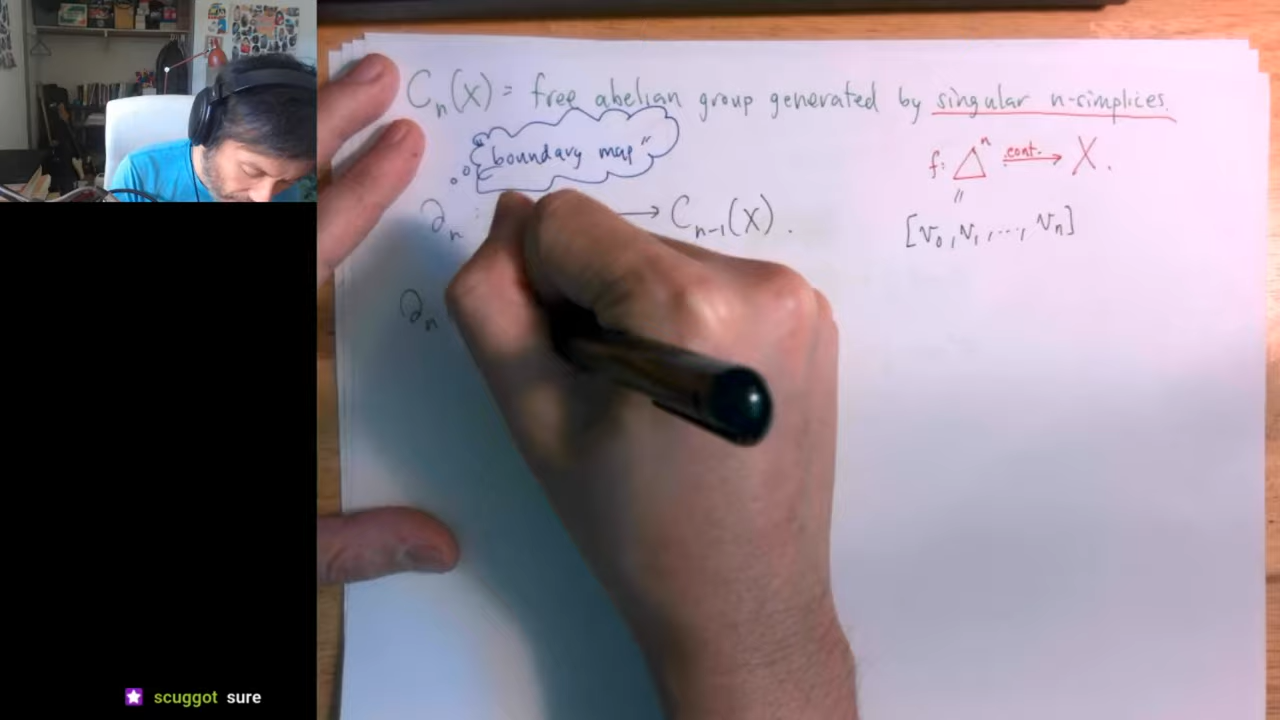 Cn(X) = free abelian group generated by singular n-simplices.
"boundary map"
f: Δⁿ cont. → X.
∂n : → Cn-1(X).
"
[v0, v1, ..., vn]
∂n
scuggot sure